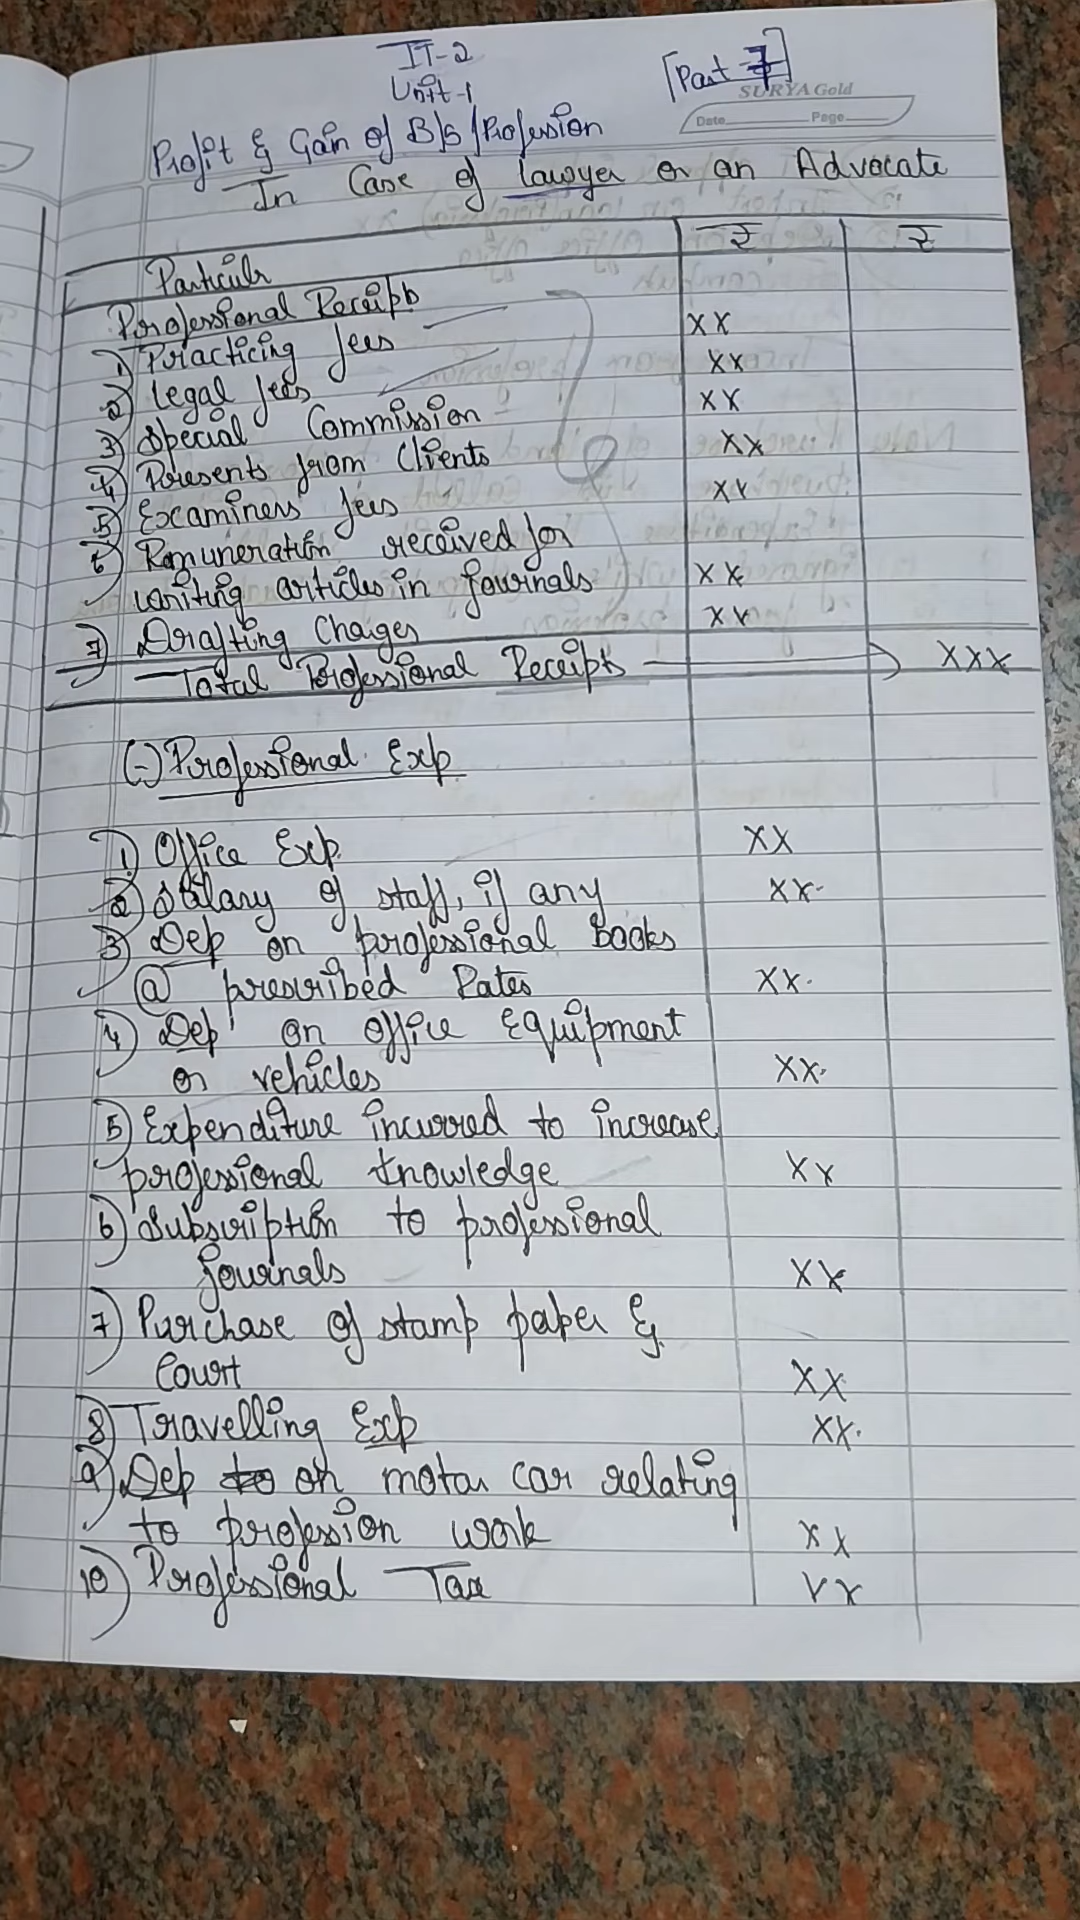 IT-2
Unit-1
[Part-7]
SURYA Gold
Date Page
Profit & Gain of B/s/Profession
In Case of Lawyer or an Advocate
Particulr ₹ ₹
Professional Receipts
1) Practicing fees XX
2) Legal fees XX
3) Special Commission XX
4) Presents from Clients XX
5) Examiners fees XX
6) Remuneration received for
writing articles in Journals XX
7) Drafting Charges XX
Total Professional Receipts XXX
(-) Professional Exp.
1) Office Exp. XX
2) Salary of staff, if any XX.
3) Dep on professional books
@ prescribed Rates XX.
4) Dep on office Equipment
or vehicles XX.
5) Expenditure incurred to increase
professional knowledge XX
6) Subscription to professional
Journals XX
7) Purchase of stamp paper &
Court XX
8) Travelling Exp XX.
9) Dep to on motor car relating
to profession work XX
10) Professional Tax XX